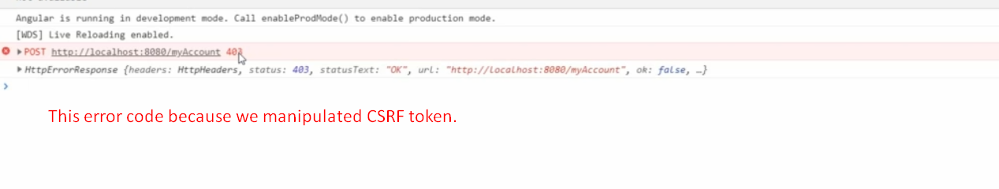 Angular is running in development mode. Call enableProdMode() to enable production mode.
[WDS] Live Reloading enabled.
POST http://localhost:8080/myAccount 403
HttpErrorResponse {headers: HttpHeaders, status: 403, statusText: "OK", url: "http://localhost:8080/myAccount", ok: false, …}
This error code because we manipulated CSRF token.